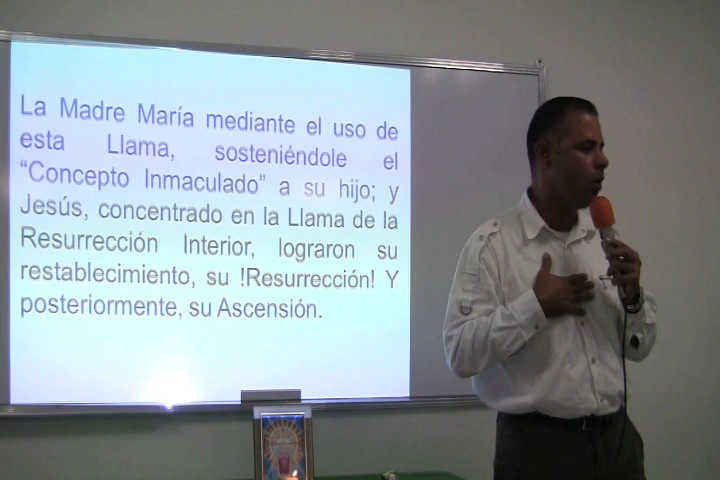 La Madre María mediante el uso de
esta Llama, sosteniéndole el
“Concepto Inmaculado” a su hijo; y
Jesús, concentrado en la Llama de la
Resurrección Interior, lograron su
restablecimiento, su !Resurrección! Y
posteriormente, su Ascensión.